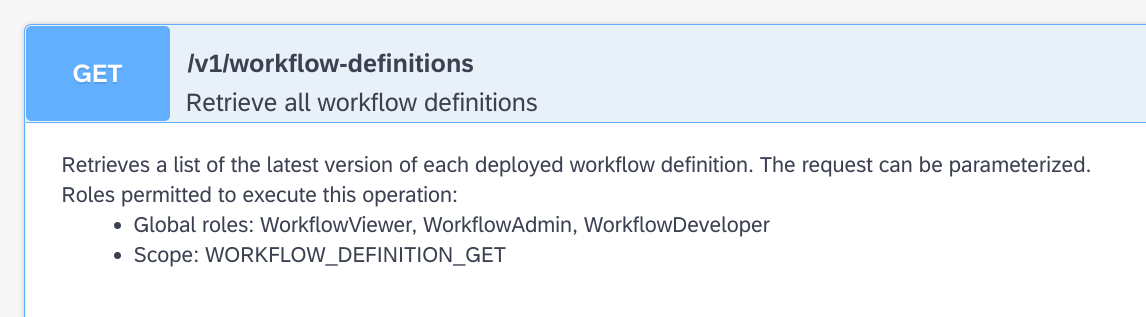 GET
/v1/workflow-definitions
Retrieve all workflow definitions
Retrieves a list of the latest version of each deployed workflow definition. The request can be parameterized.
Roles permitted to execute this operation:
• Global roles: WorkflowViewer, WorkflowAdmin, WorkflowDeveloper
• Scope: WORKFLOW_DEFINITION_GET